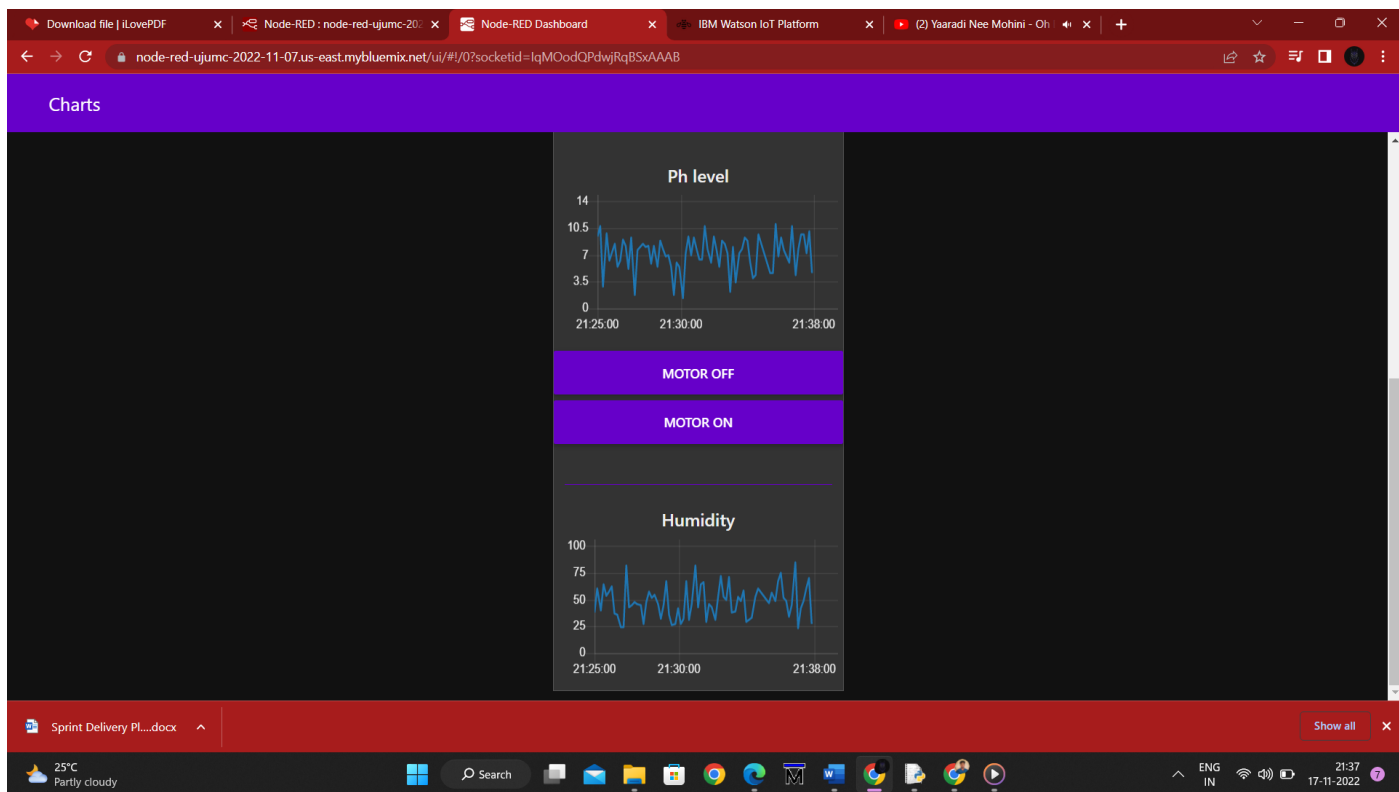 Download file | iLovePDF
Node-RED : node-red-ujumc-202
Node-RED Dashboard
IBM Watson IoT Platform
(2) Yaaradi Nee Mohini - Oh
node-red-ujumc-2022-11-07.us-east.mybluemix.net/ui/#!/0?socketid=IqMOodQPdwjRqBSxAAAB
Charts
Ph level
14
10.5
7
3.5
0
21:25:00 21:30:00 21:38:00
MOTOR OFF
MOTOR ON
Humidity
100
75
50
25
0
21:25:00 21:30:00 21:38:00
Sprint Delivery Pl....docx
Show all
25°C
Partly cloudy
Search
ENG
IN
21:37
17-11-2022
7